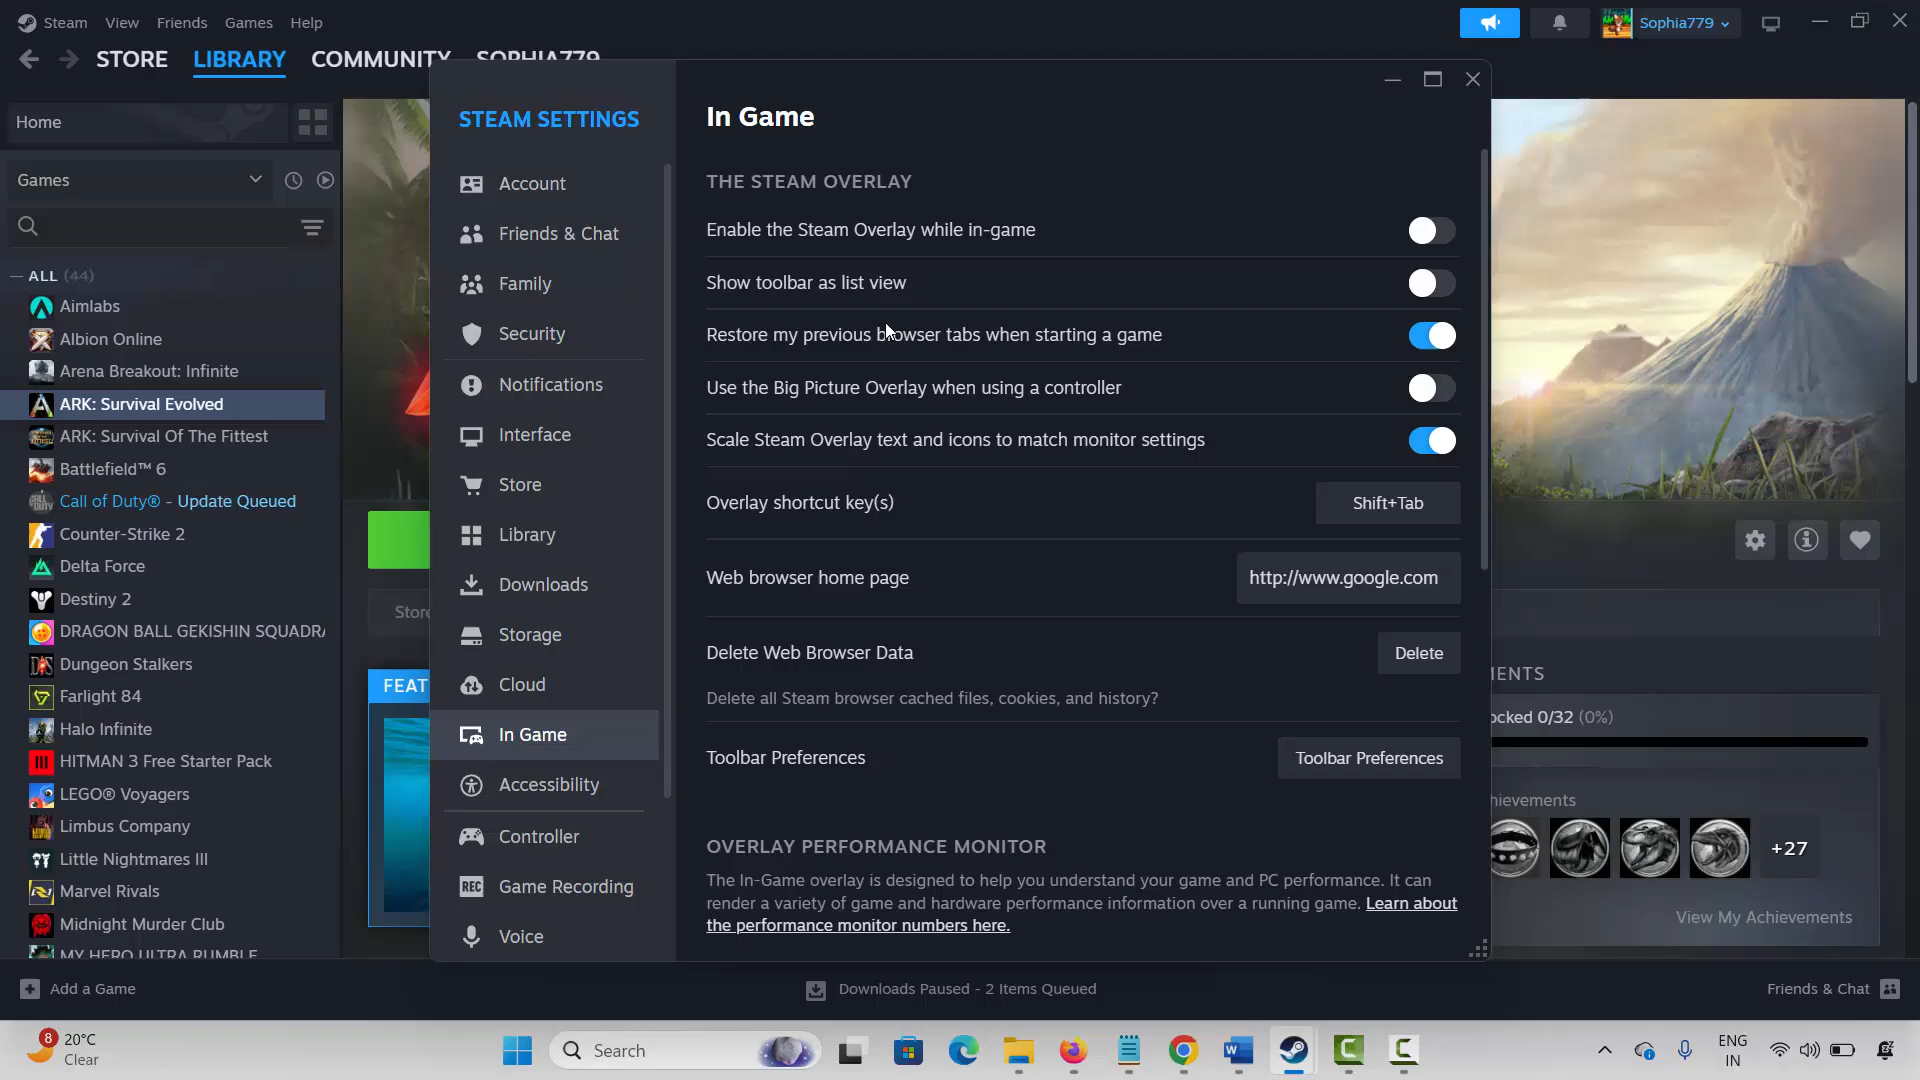 Steam View Friends Games Help
Sophia779
STORE LIBRARY COMMUNITY SOPHIA779
Home
Games
ALL (44)
Aimlabs
Albion Online
Arena Breakout: Infinite
ARK: Survival Evolved
ARK: Survival Of The Fittest
Battlefield™ 6
Call of Duty® - Update Queued
Counter-Strike 2
Delta Force
Destiny 2
DRAGON BALL GEKISHIN SQUADRA
Dungeon Stalkers
Farlight 84
Halo Infinite
HITMAN 3 Free Starter Pack
LEGO® Voyagers
Limbus Company
Little Nightmares III
Marvel Rivals
Midnight Murder Club
MY HERO ULTRA RUMBLE
Store
FEAT
STEAM SETTINGS
Account
Friends & Chat
Family
Security
Notifications
Interface
Store
Library
Downloads
Storage
Cloud
In Game
Accessibility
Controller
REC Game Recording
Voice
In Game
THE STEAM OVERLAY
Enable the Steam Overlay while in-game
Show toolbar as list view
Restore my previous browser tabs when starting a game
Use the Big Picture Overlay when using a controller
Scale Steam Overlay text and icons to match monitor settings
Overlay shortcut key(s) Shift+Tab
Web browser home page http://www.google.com
Delete Web Browser Data Delete
Delete all Steam browser cached files, cookies, and history?
Toolbar Preferences Toolbar Preferences
OVERLAY PERFORMANCE MONITOR
The In-Game overlay is designed to help you understand your game and PC performance. It can
render a variety of game and hardware performance information over a running game. Learn about
the performance monitor numbers here.
MENTS
ocked 0/32 (0%)
hievements
+27
View My Achievements
Add a Game
Downloads Paused - 2 Items Queued
Friends & Chat
8 20°C
Clear
Search
ENG
IN